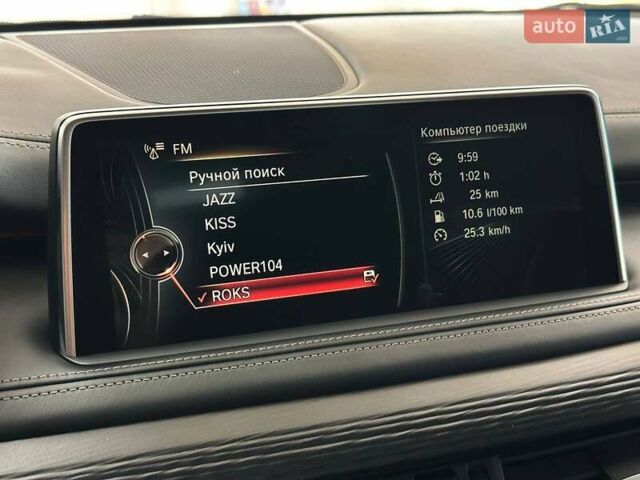 auto RIA.com
FM
Ручной поиск
JAZZ
KISS
Kyiv
POWER104
✓ ROKS
Компьютер поездки
9:59
1:02 h
25 km
10.6 l/100 km
25.3 km/h